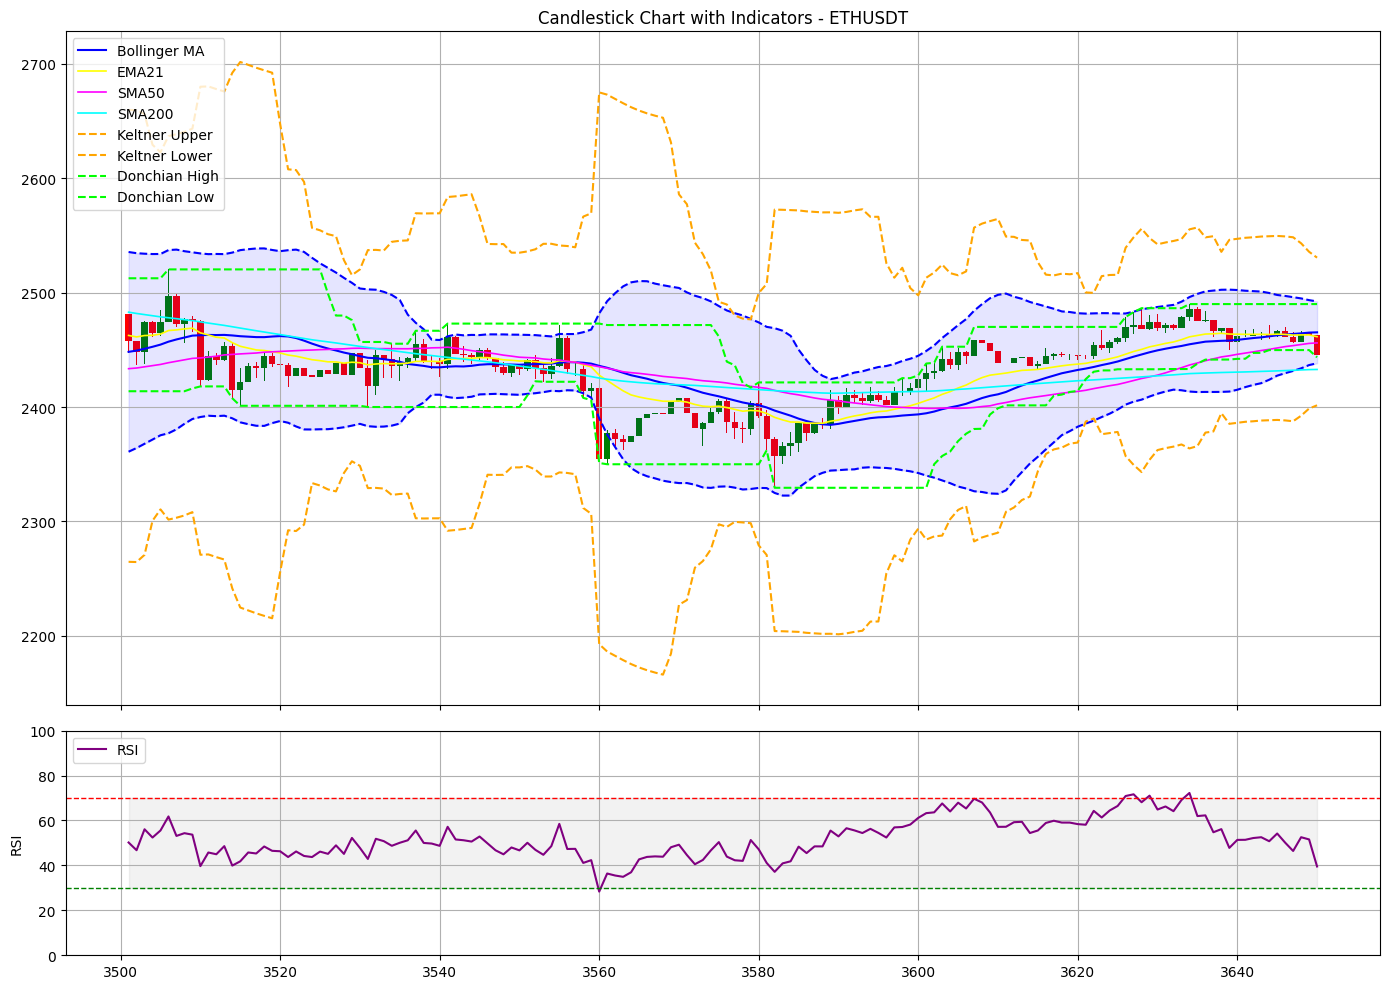 Candlestick Chart with Indicators - ETHUSDT
Bollinger MA
EMA21
SMA50
SMA200
Keltner Upper
Keltner Lower
Donchian High
Donchian Low
2700
2600
2500
2400
2300
2200
3500 3520 3540 3560 3580 3600 3620 3640
RSI
RSI
100
80
60
40
20
0